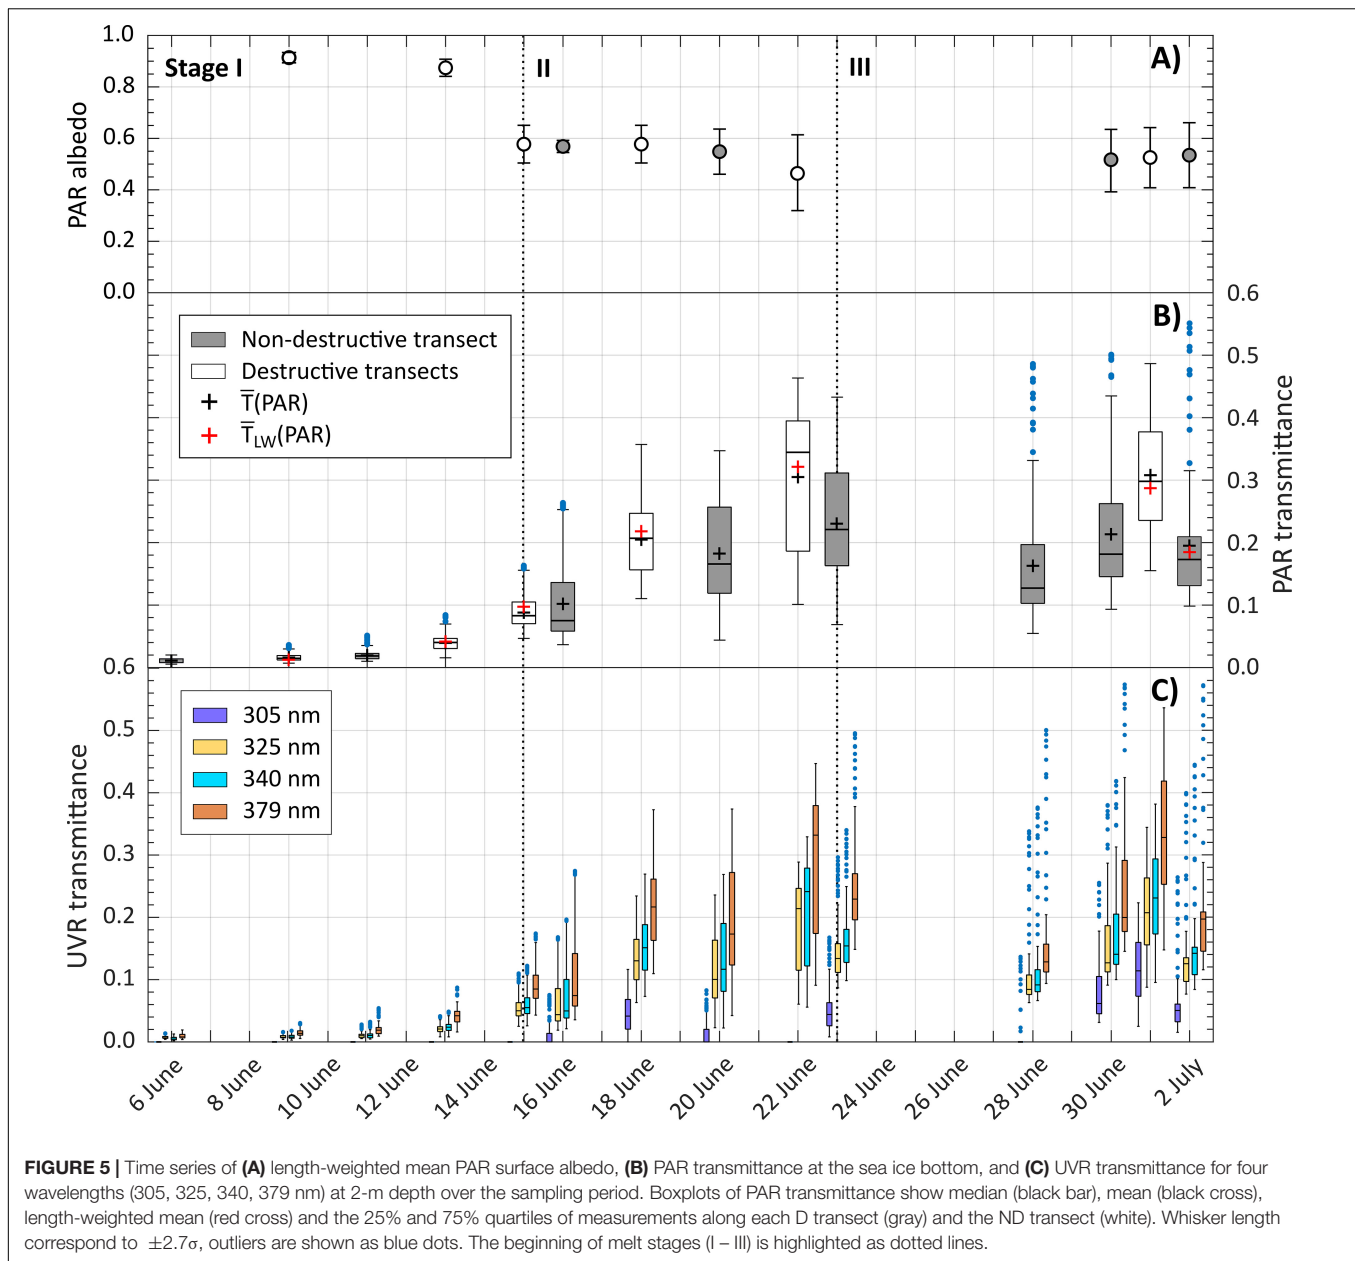 1.0
0.8
0.6
0.4
0.2
0.0
PAR albedo
Stage I
II
III
A)
0.6
0.5
0.4
0.3
0.2
0.1
0.0
PAR transmittance
B)
Non-destructive transect
Destructive transects
T̅(PAR)
T̅LW(PAR)
0.6
0.5
0.4
0.3
0.2
0.1
0.0
UVR transmittance
C)
305 nm
325 nm
340 nm
379 nm
6 June
8 June
10 June
12 June
14 June
16 June
18 June
20 June
22 June
24 June
26 June
28 June
30 June
2 July
FIGURE 5 | Time series of (A) length-weighted mean PAR surface albedo, (B) PAR transmittance at the sea ice bottom, and (C) UVR transmittance for four
wavelengths (305, 325, 340, 379 nm) at 2-m depth over the sampling period. Boxplots of PAR transmittance show median (black bar), mean (black cross),
length-weighted mean (red cross) and the 25% and 75% quartiles of measurements along each D transect (gray) and the ND transect (white). Whisker length
correspond to ±2.7σ, outliers are shown as blue dots. The beginning of melt stages (I – III) is highlighted as dotted lines.